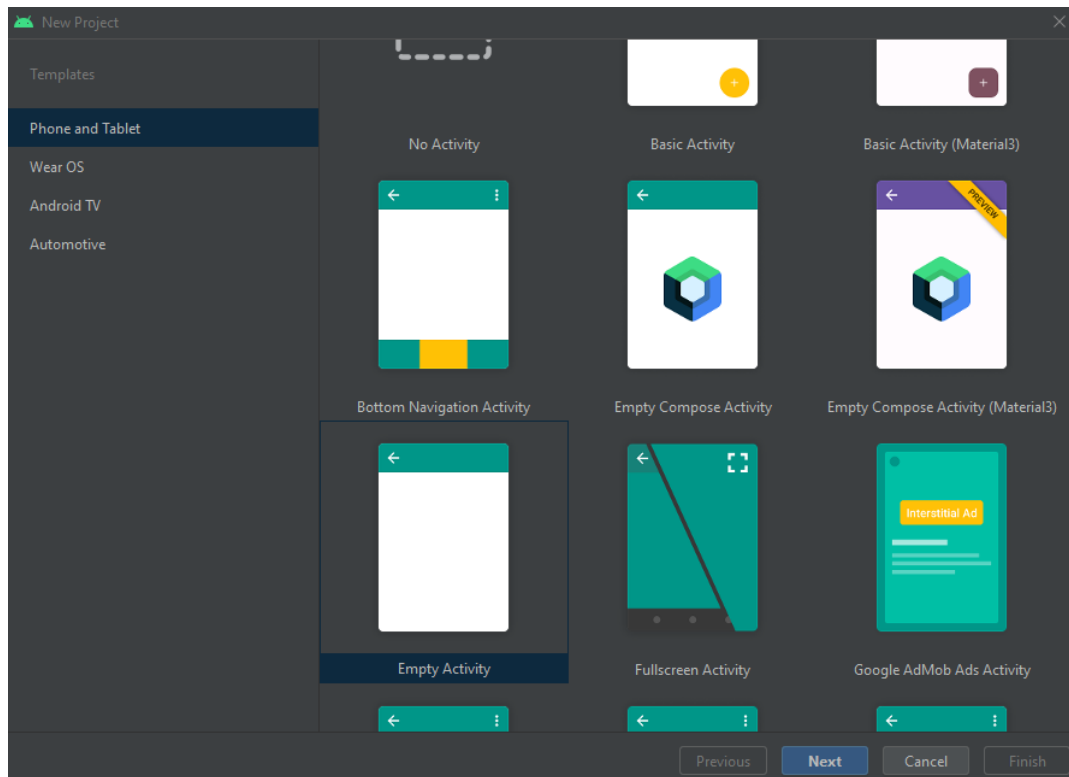 New Project
Templates
Phone and Tablet
Wear OS
Android TV
Automotive
No Activity
Basic Activity
Basic Activity (Material3)
PREVIEW
Bottom Navigation Activity
Empty Compose Activity
Empty Compose Activity (Material3)
Interstitial Ad
Empty Activity
Fullscreen Activity
Google AdMob Ads Activity
Previous
Next
Cancel
Finish